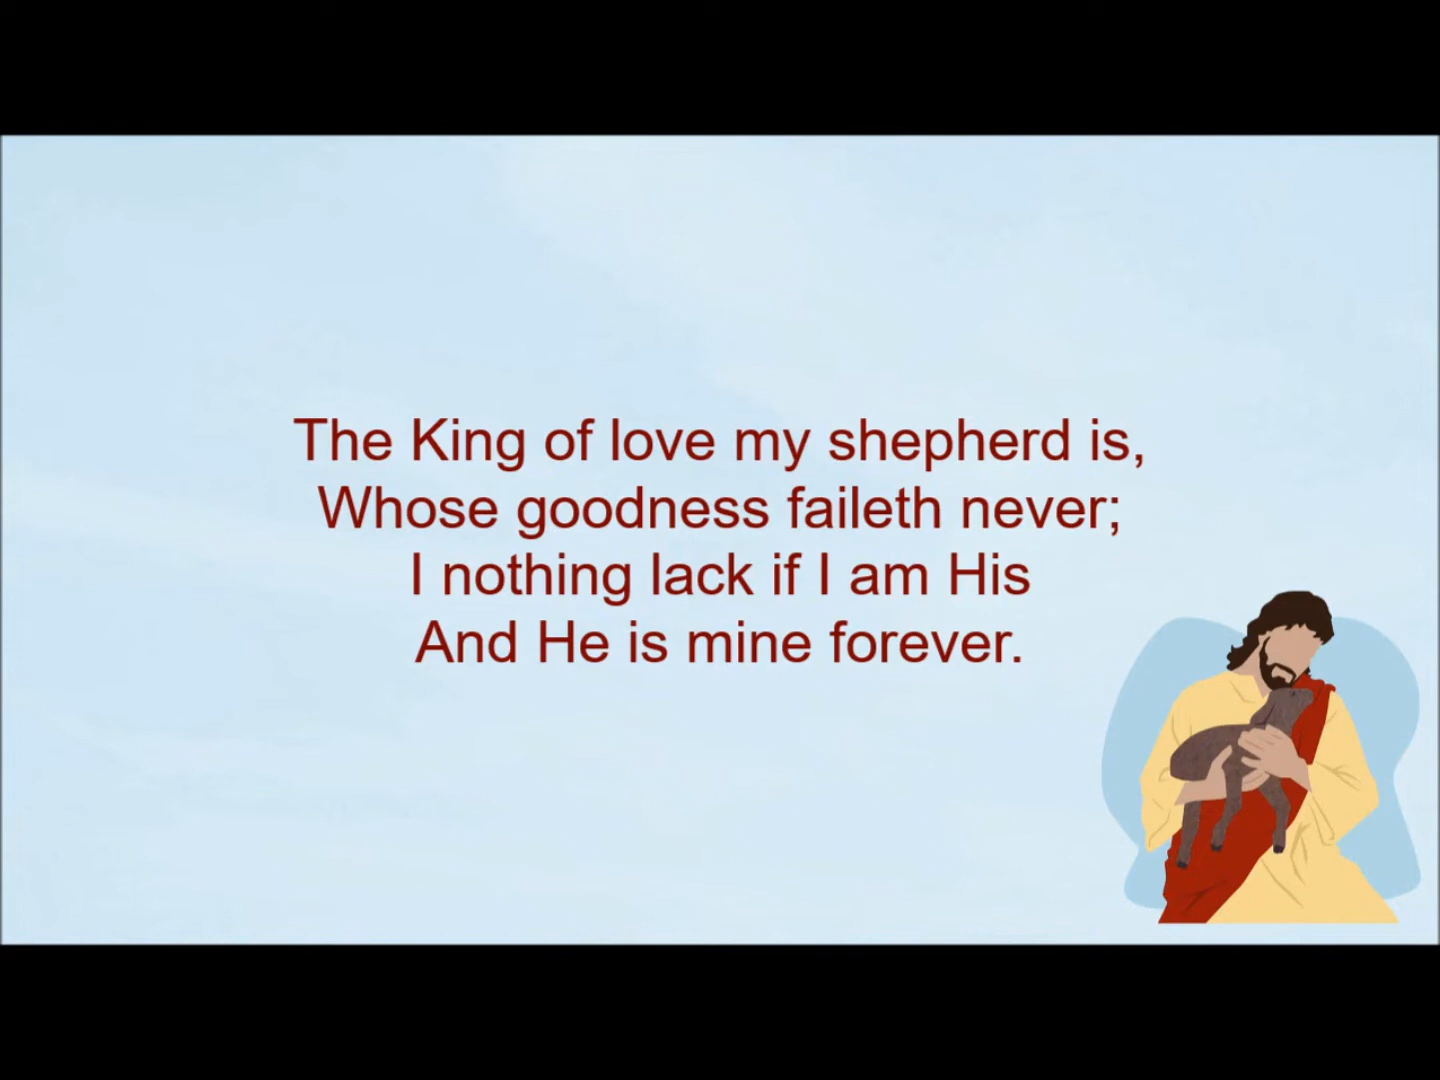 The King of love my shepherd is,
Whose goodness faileth never;
I nothing lack if I am His
And He is mine forever.